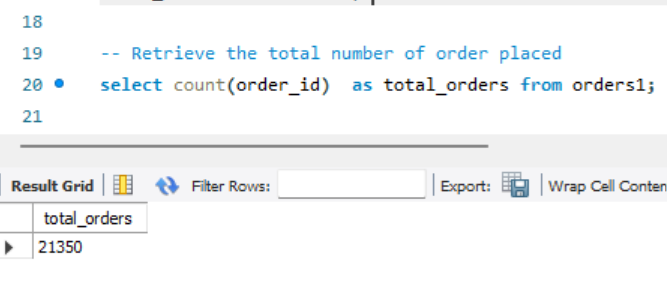 18
19 -- Retrieve the total number of order placed
20 select count(order_id) as total_orders from orders1;
21
Result Grid Filter Rows: Export: Wrap Cell Conten
total_orders
21350